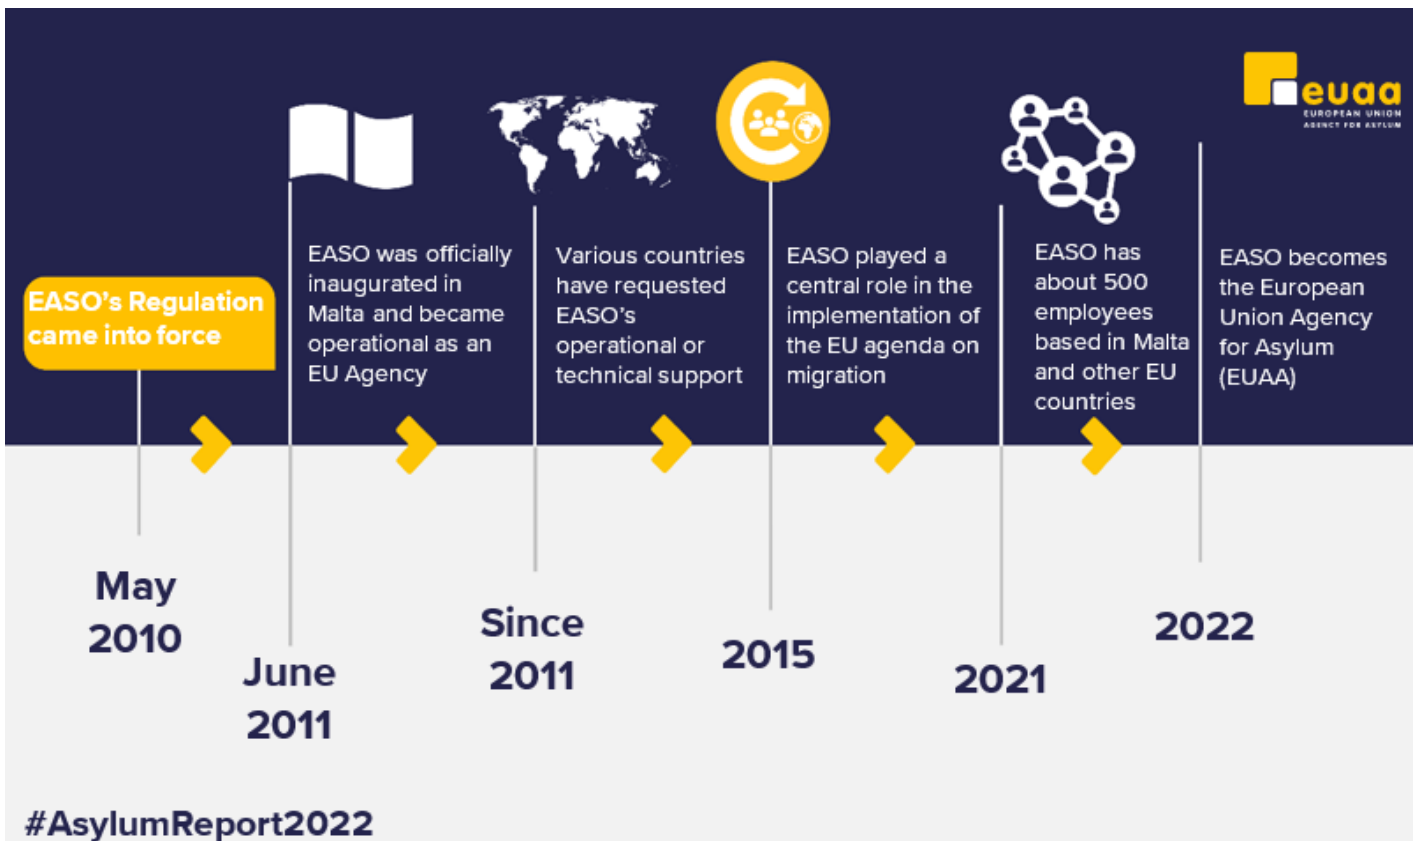 euaa
EUROPEAN UNION
AGENCY FOR ASYLUM
EASO's Regulation
came into force
EASO was officially
inaugurated in
Malta and became
operational as an
EU Agency
Various countries
have requested
EASO's
operational or
technical support
EASO played a
central role in the
implementation of
the EU agenda on
migration
EASO has
about 500
employees
based in Malta
and other EU
countries
EASO becomes
the European
Union Agency
for Asylum
(EUAA)
May
2010
June
2011
Since
2011
2015
2021
2022
#AsylumReport2022